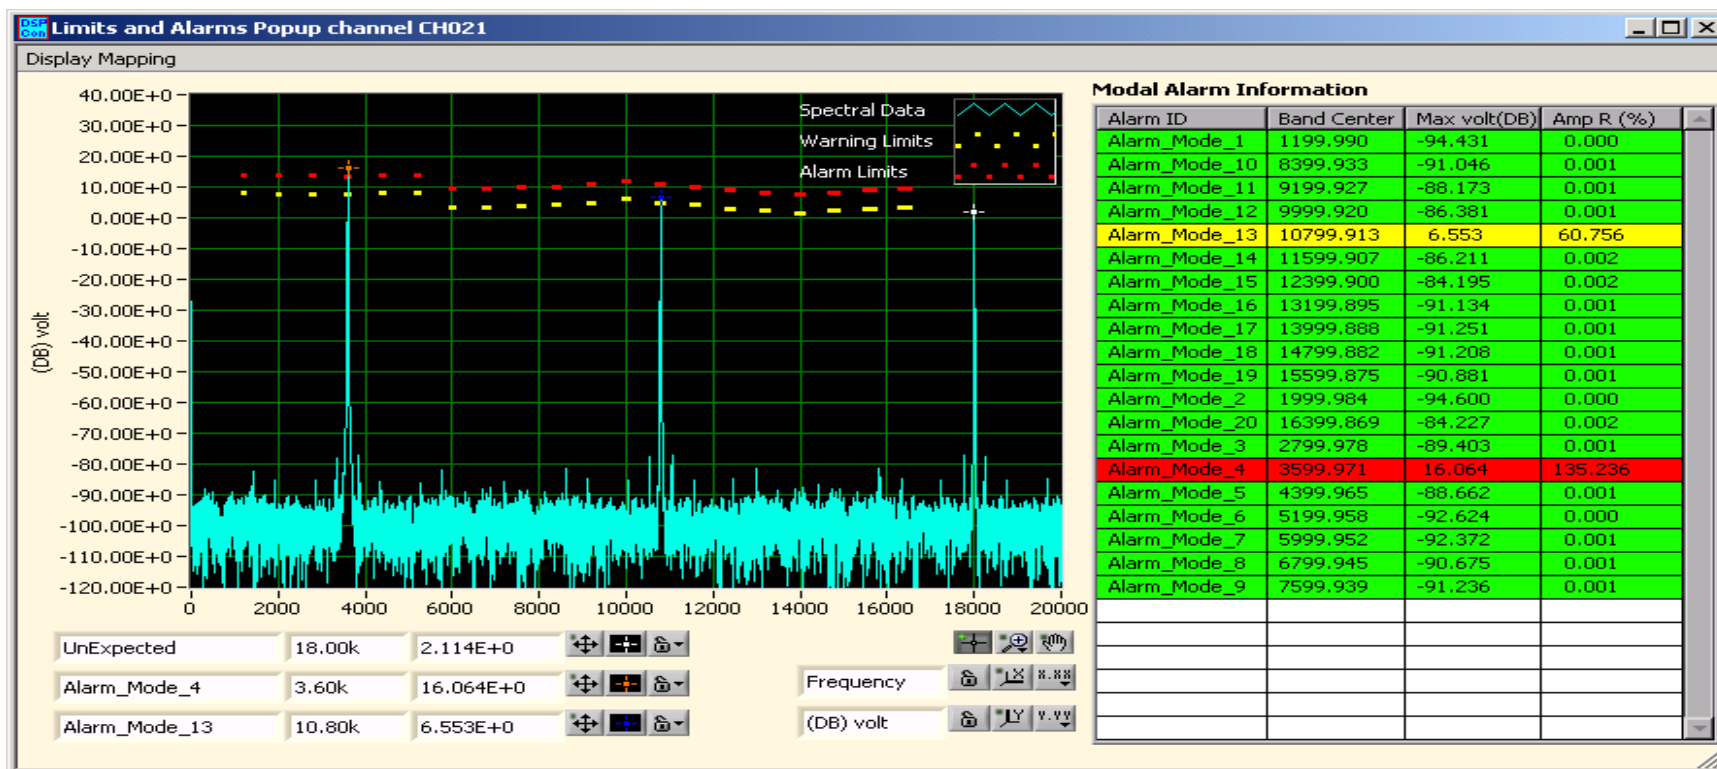 DSP Con Limits and Alarms Popup channel CH021
Display Mapping
40.00E+0
30.00E+0
20.00E+0
10.00E+0
0.00E+0
-10.00E+0
-20.00E+0
-30.00E+0
-40.00E+0
-50.00E+0
-60.00E+0
-70.00E+0
-80.00E+0
-90.00E+0
-100.00E+0
-110.00E+0
-120.00E+0
(DB) volt
0 2000 4000 6000 8000 10000 12000 14000 16000 18000 20000
Spectral Data
Warning Limits
Alarm Limits
UnExpected 18.00k 2.114E+0
Alarm_Mode_4 3.60k 16.064E+0
Alarm_Mode_13 10.80k 6.553E+0
Frequency X X.XX
(DB) volt Y Y.YY
Modal Alarm Information
Alarm ID Band Center Max volt(DB) Amp R (%)
Alarm_Mode_1 1199.990 -94.431 0.000
Alarm_Mode_10 8399.933 -91.046 0.001
Alarm_Mode_11 9199.927 -88.173 0.001
Alarm_Mode_12 9999.920 -86.381 0.001
Alarm_Mode_13 10799.913 6.553 60.756
Alarm_Mode_14 11599.907 -86.211 0.002
Alarm_Mode_15 12399.900 -84.195 0.002
Alarm_Mode_16 13199.895 -91.134 0.001
Alarm_Mode_17 13999.888 -91.251 0.001
Alarm_Mode_18 14799.882 -91.208 0.001
Alarm_Mode_19 15599.875 -90.881 0.001
Alarm_Mode_2 1999.984 -94.600 0.000
Alarm_Mode_20 16399.869 -84.227 0.002
Alarm_Mode_3 2799.978 -89.403 0.001
Alarm_Mode_4 3599.971 16.064 135.236
Alarm_Mode_5 4399.965 -88.662 0.001
Alarm_Mode_6 5199.958 -92.624 0.000
Alarm_Mode_7 5999.952 -92.372 0.001
Alarm_Mode_8 6799.945 -90.675 0.001
Alarm_Mode_9 7599.939 -91.236 0.001